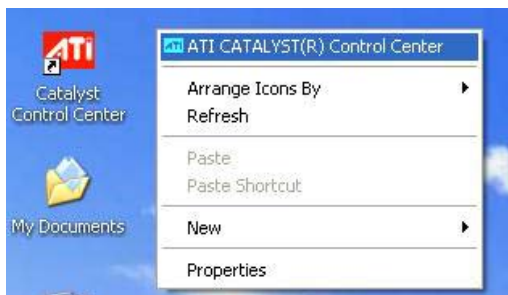 ATI
Catalyst
Control Center
My Documents
ATI CATALYST(R) Control Center
Arrange Icons By
Refresh
Paste
Paste Shortcut
New
Properties